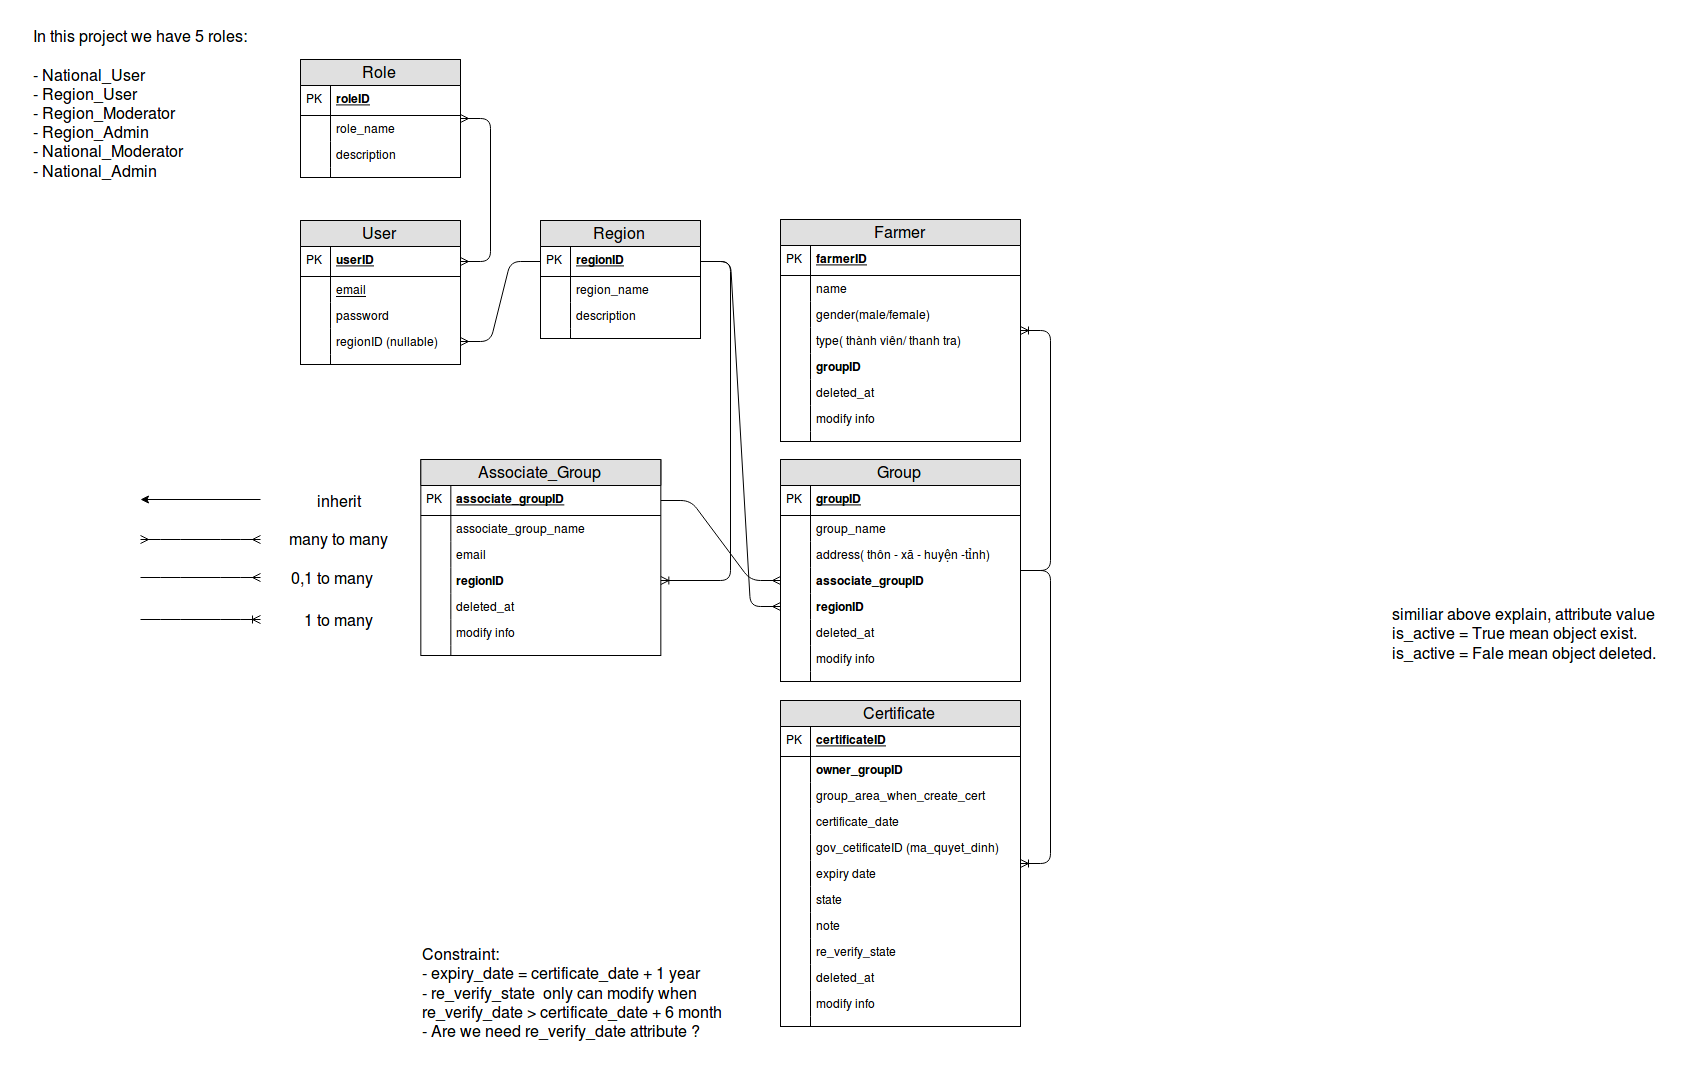 In this project we have 5 roles:
- National_User
- Region_User
- Region_Moderator
- Region_Admin
- National_Moderator
- National_Admin
Role
PK roleID
role_name
description
User
PK userID
email
password
regionID (nullable)
Region
PK regionID
region_name
description
Farmer
PK farmerID
name
gender(male/female)
type( thành viên/ thanh tra)
groupID
deleted_at
modify info
inherit
many to many
0,1 to many
1 to many
Associate_Group
PK associate_groupID
associate_group_name
email
regionID
deleted_at
modify info
Group
PK groupID
group_name
address( thôn - xã - huyện -tỉnh)
associate_groupID
regionID
deleted_at
modify info
similiar above explain, attribute value
is_active = True mean object exist.
is_active = Fale mean object deleted.
Certificate
PK certificateID
owner_groupID
group_area_when_create_cert
certificate_date
gov_cetificateID (ma_quyet_dinh)
expiry date
state
note
re_verify_state
deleted_at
modify info
Constraint:
- expiry_date = certificate_date + 1 year
- re_verify_state only can modify when
re_verify_date > certificate_date + 6 month
- Are we need re_verify_date attribute ?